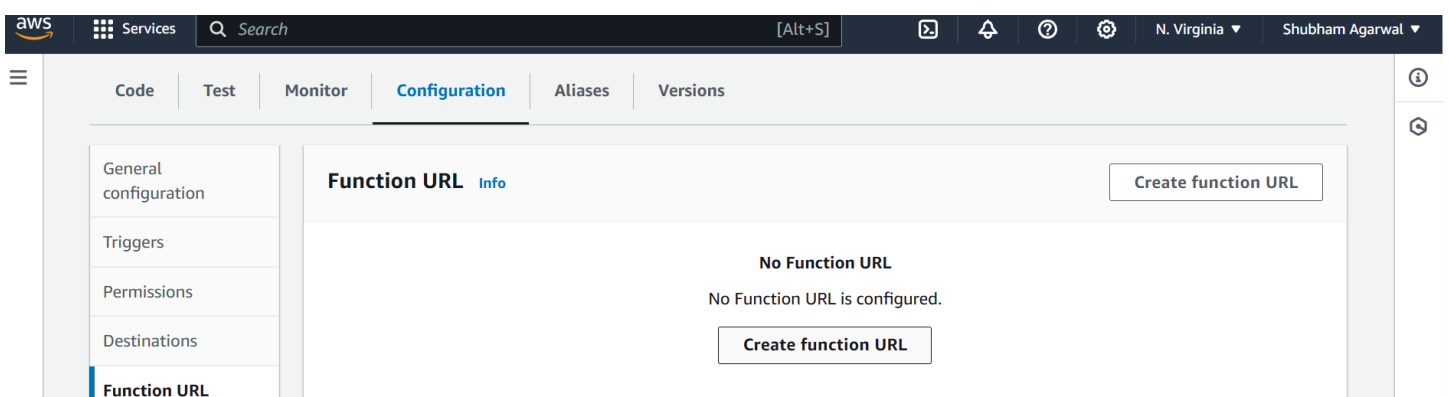 aws Services Search [Alt+S] N. Virginia ▼ Shubham Agarwal ▼
Code Test Monitor Configuration Aliases Versions
General
configuration
Triggers
Permissions
Destinations
Function URL
Function URL Info Create function URL
No Function URL
No Function URL is configured.
Create function URL